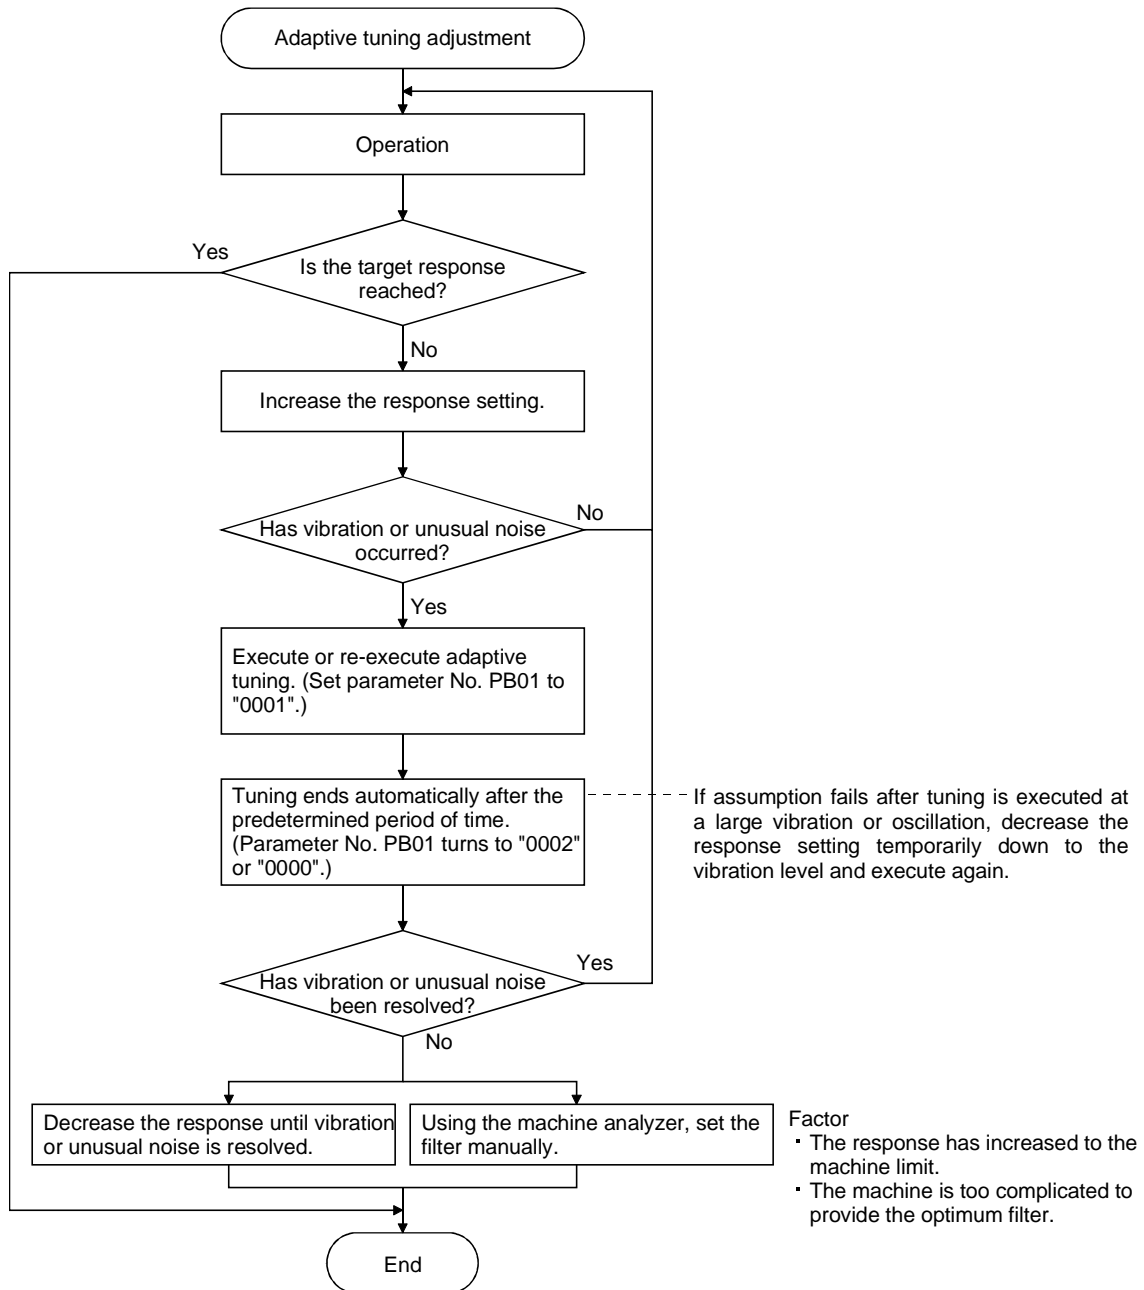 Adaptive tuning adjustment
Operation
Yes
Is the target response
reached?
No
Increase the response setting.
Has vibration or unusual noise
occurred?
No
Yes
Execute or re-execute adaptive
tuning. (Set parameter No. PB01 to
"0001".)
Tuning ends automatically after the
predetermined period of time.
(Parameter No. PB01 turns to "0002"
or "0000".)
If assumption fails after tuning is executed at
a large vibration or oscillation, decrease the
response setting temporarily down to the
vibration level and execute again.
Has vibration or unusual noise
been resolved?
Yes
No
Decrease the response until vibration
or unusual noise is resolved.
Using the machine analyzer, set the
filter manually.
Factor
· The response has increased to the
machine limit.
· The machine is too complicated to
provide the optimum filter.
End